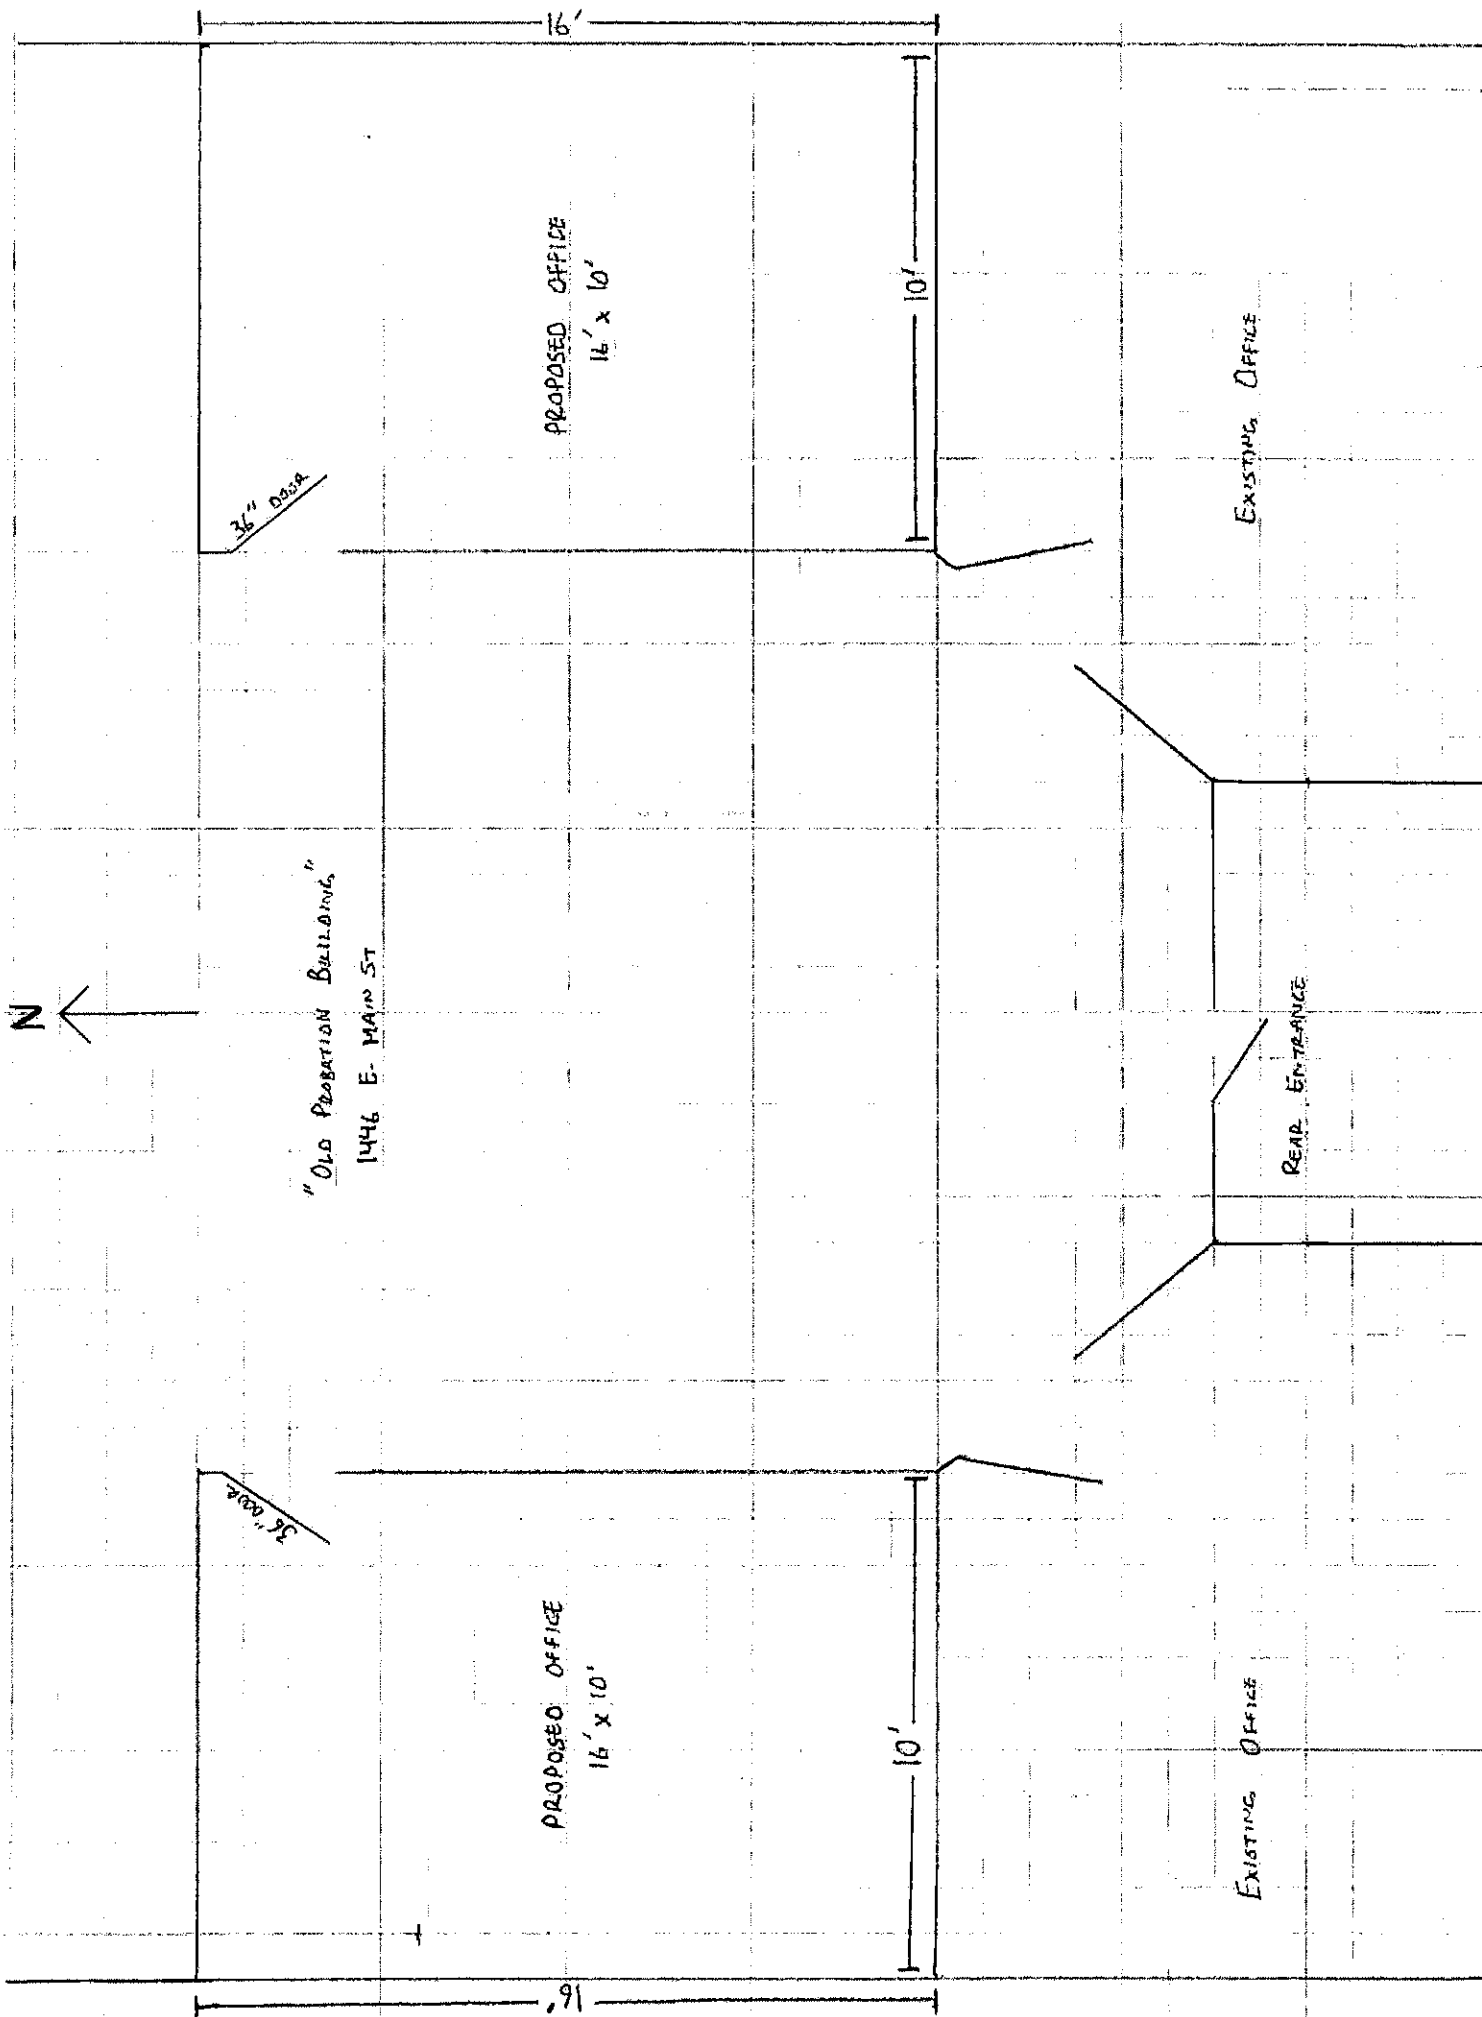 N
"OLD PROBATION BUILDING"
1446 E. MAIN ST
36" DOOR
36" DOOR
PROPOSED OFFICE
16' x 10'
PROPOSED OFFICE
16' x 10'
16'
16'
10'
10'
EXISTING OFFICE
REAR ENTRANCE
EXISTING OFFICE